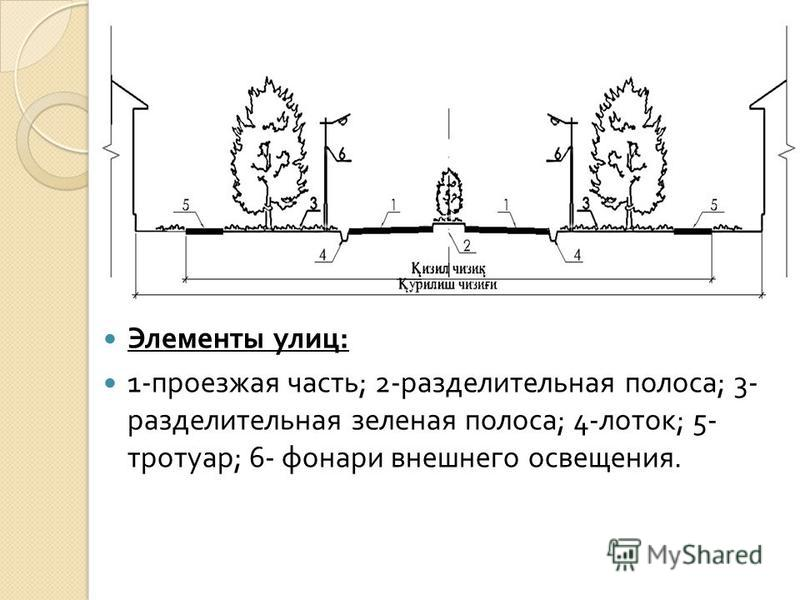 6 6
5 3 1 1 3 5
4 2 4
Қизил чизиқ
Қурилиш чизиғи
Элементы улиц:
1-проезжая часть; 2-разделительная полоса; 3-
разделительная зеленая полоса; 4-лоток; 5-
тротуар; 6- фонари внешнего освещения.
MyShared